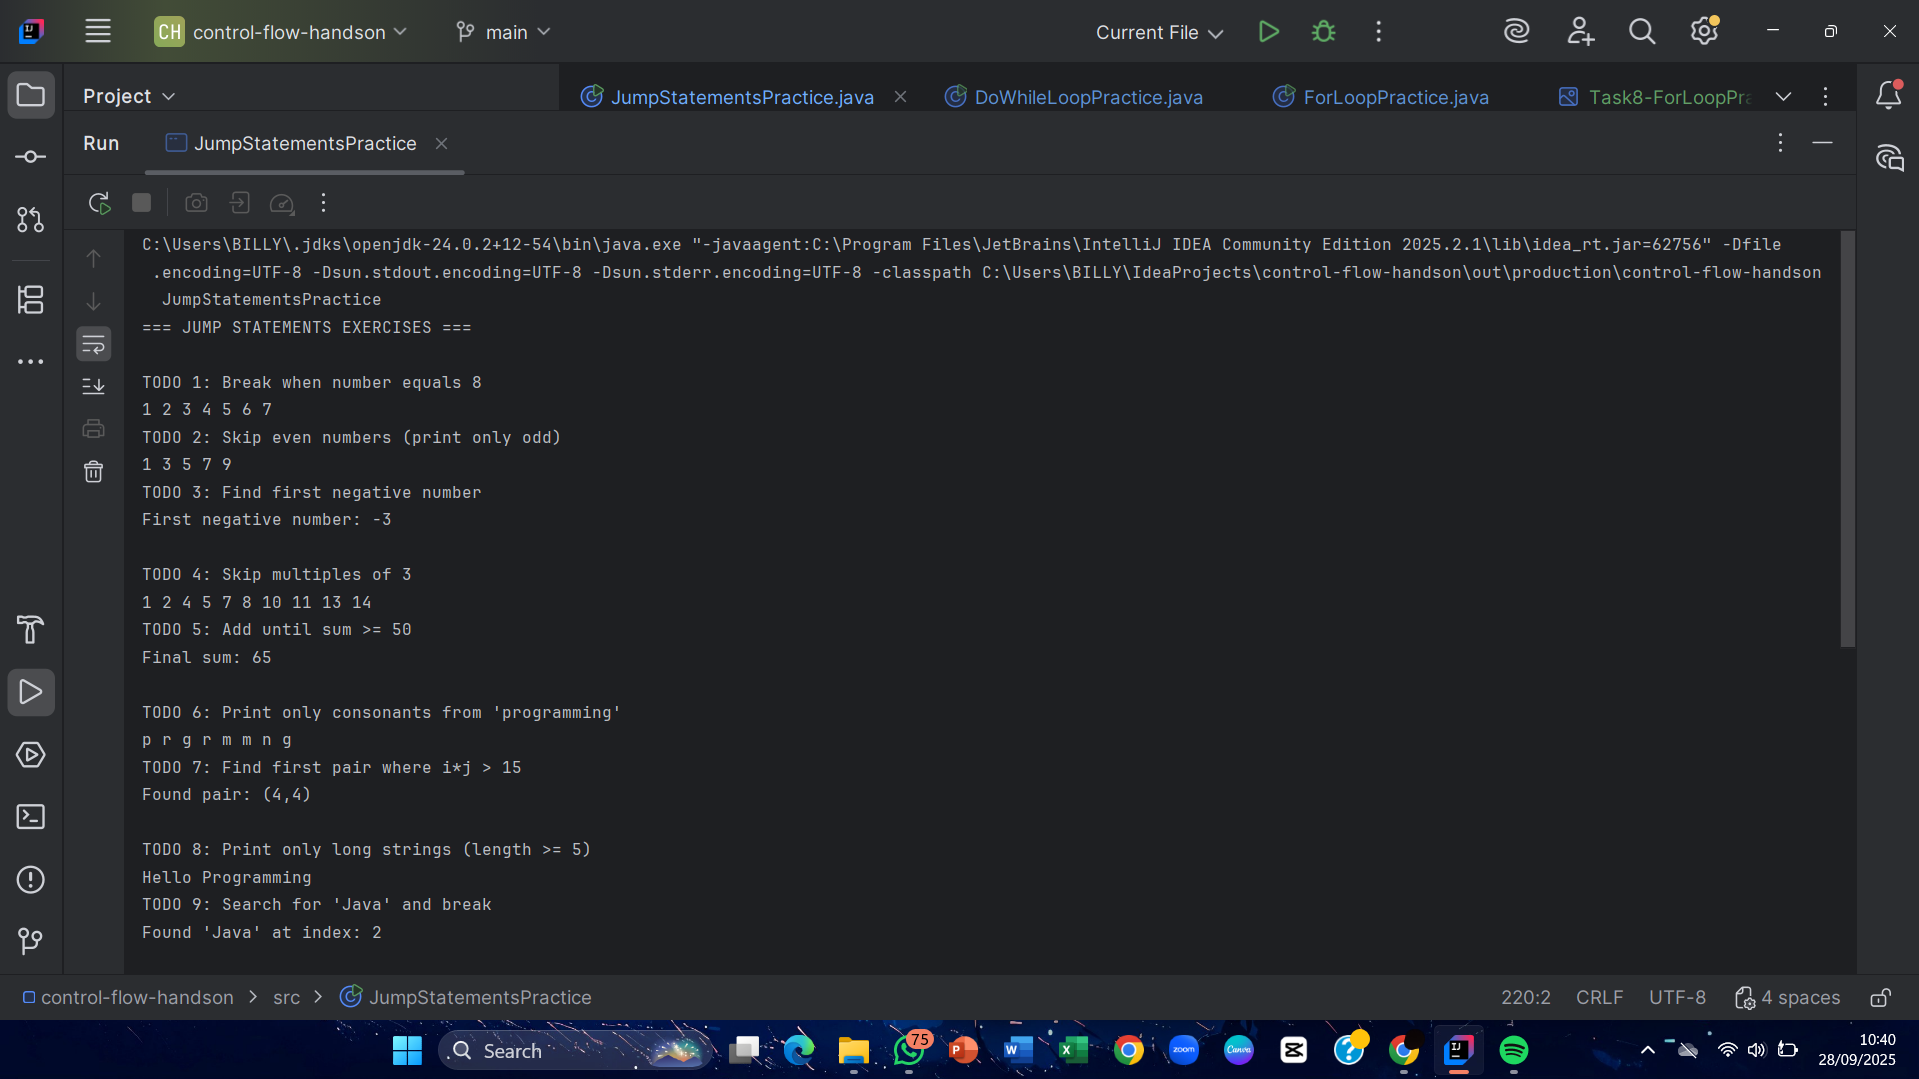 CH control-flow-handson main Current File
Project JumpStatementsPractice.java DoWhileLoopPractice.java ForLoopPractice.java Task8-ForLoopPra
Run JumpStatementsPractice
C:\Users\BILLY\.jdks\openjdk-24.0.2+12-54\bin\java.exe "-javaagent:C:\Program Files\JetBrains\IntelliJ IDEA Community Edition 2025.2.1\lib\idea_rt.jar=62756" -Dfile
.encoding=UTF-8 -Dsun.stdout.encoding=UTF-8 -Dsun.stderr.encoding=UTF-8 -classpath C:\Users\BILLY\IdeaProjects\control-flow-handson\out\production\control-flow-handson
JumpStatementsPractice
=== JUMP STATEMENTS EXERCISES ===
TODO 1: Break when number equals 8
1 2 3 4 5 6 7
TODO 2: Skip even numbers (print only odd)
1 3 5 7 9
TODO 3: Find first negative number
First negative number: -3
TODO 4: Skip multiples of 3
1 2 4 5 7 8 10 11 13 14
TODO 5: Add until sum >= 50
Final sum: 65
TODO 6: Print only consonants from 'programming'
p r g r m m n g
TODO 7: Find first pair where i*j > 15
Found pair: (4,4)
TODO 8: Print only long strings (length >= 5)
Hello Programming
TODO 9: Search for 'Java' and break
Found 'Java' at index: 2
control-flow-handson > src > JumpStatementsPractice 220:2 CRLF UTF-8 4 spaces
Search 75 zoom Canva 10:40
28/09/2025